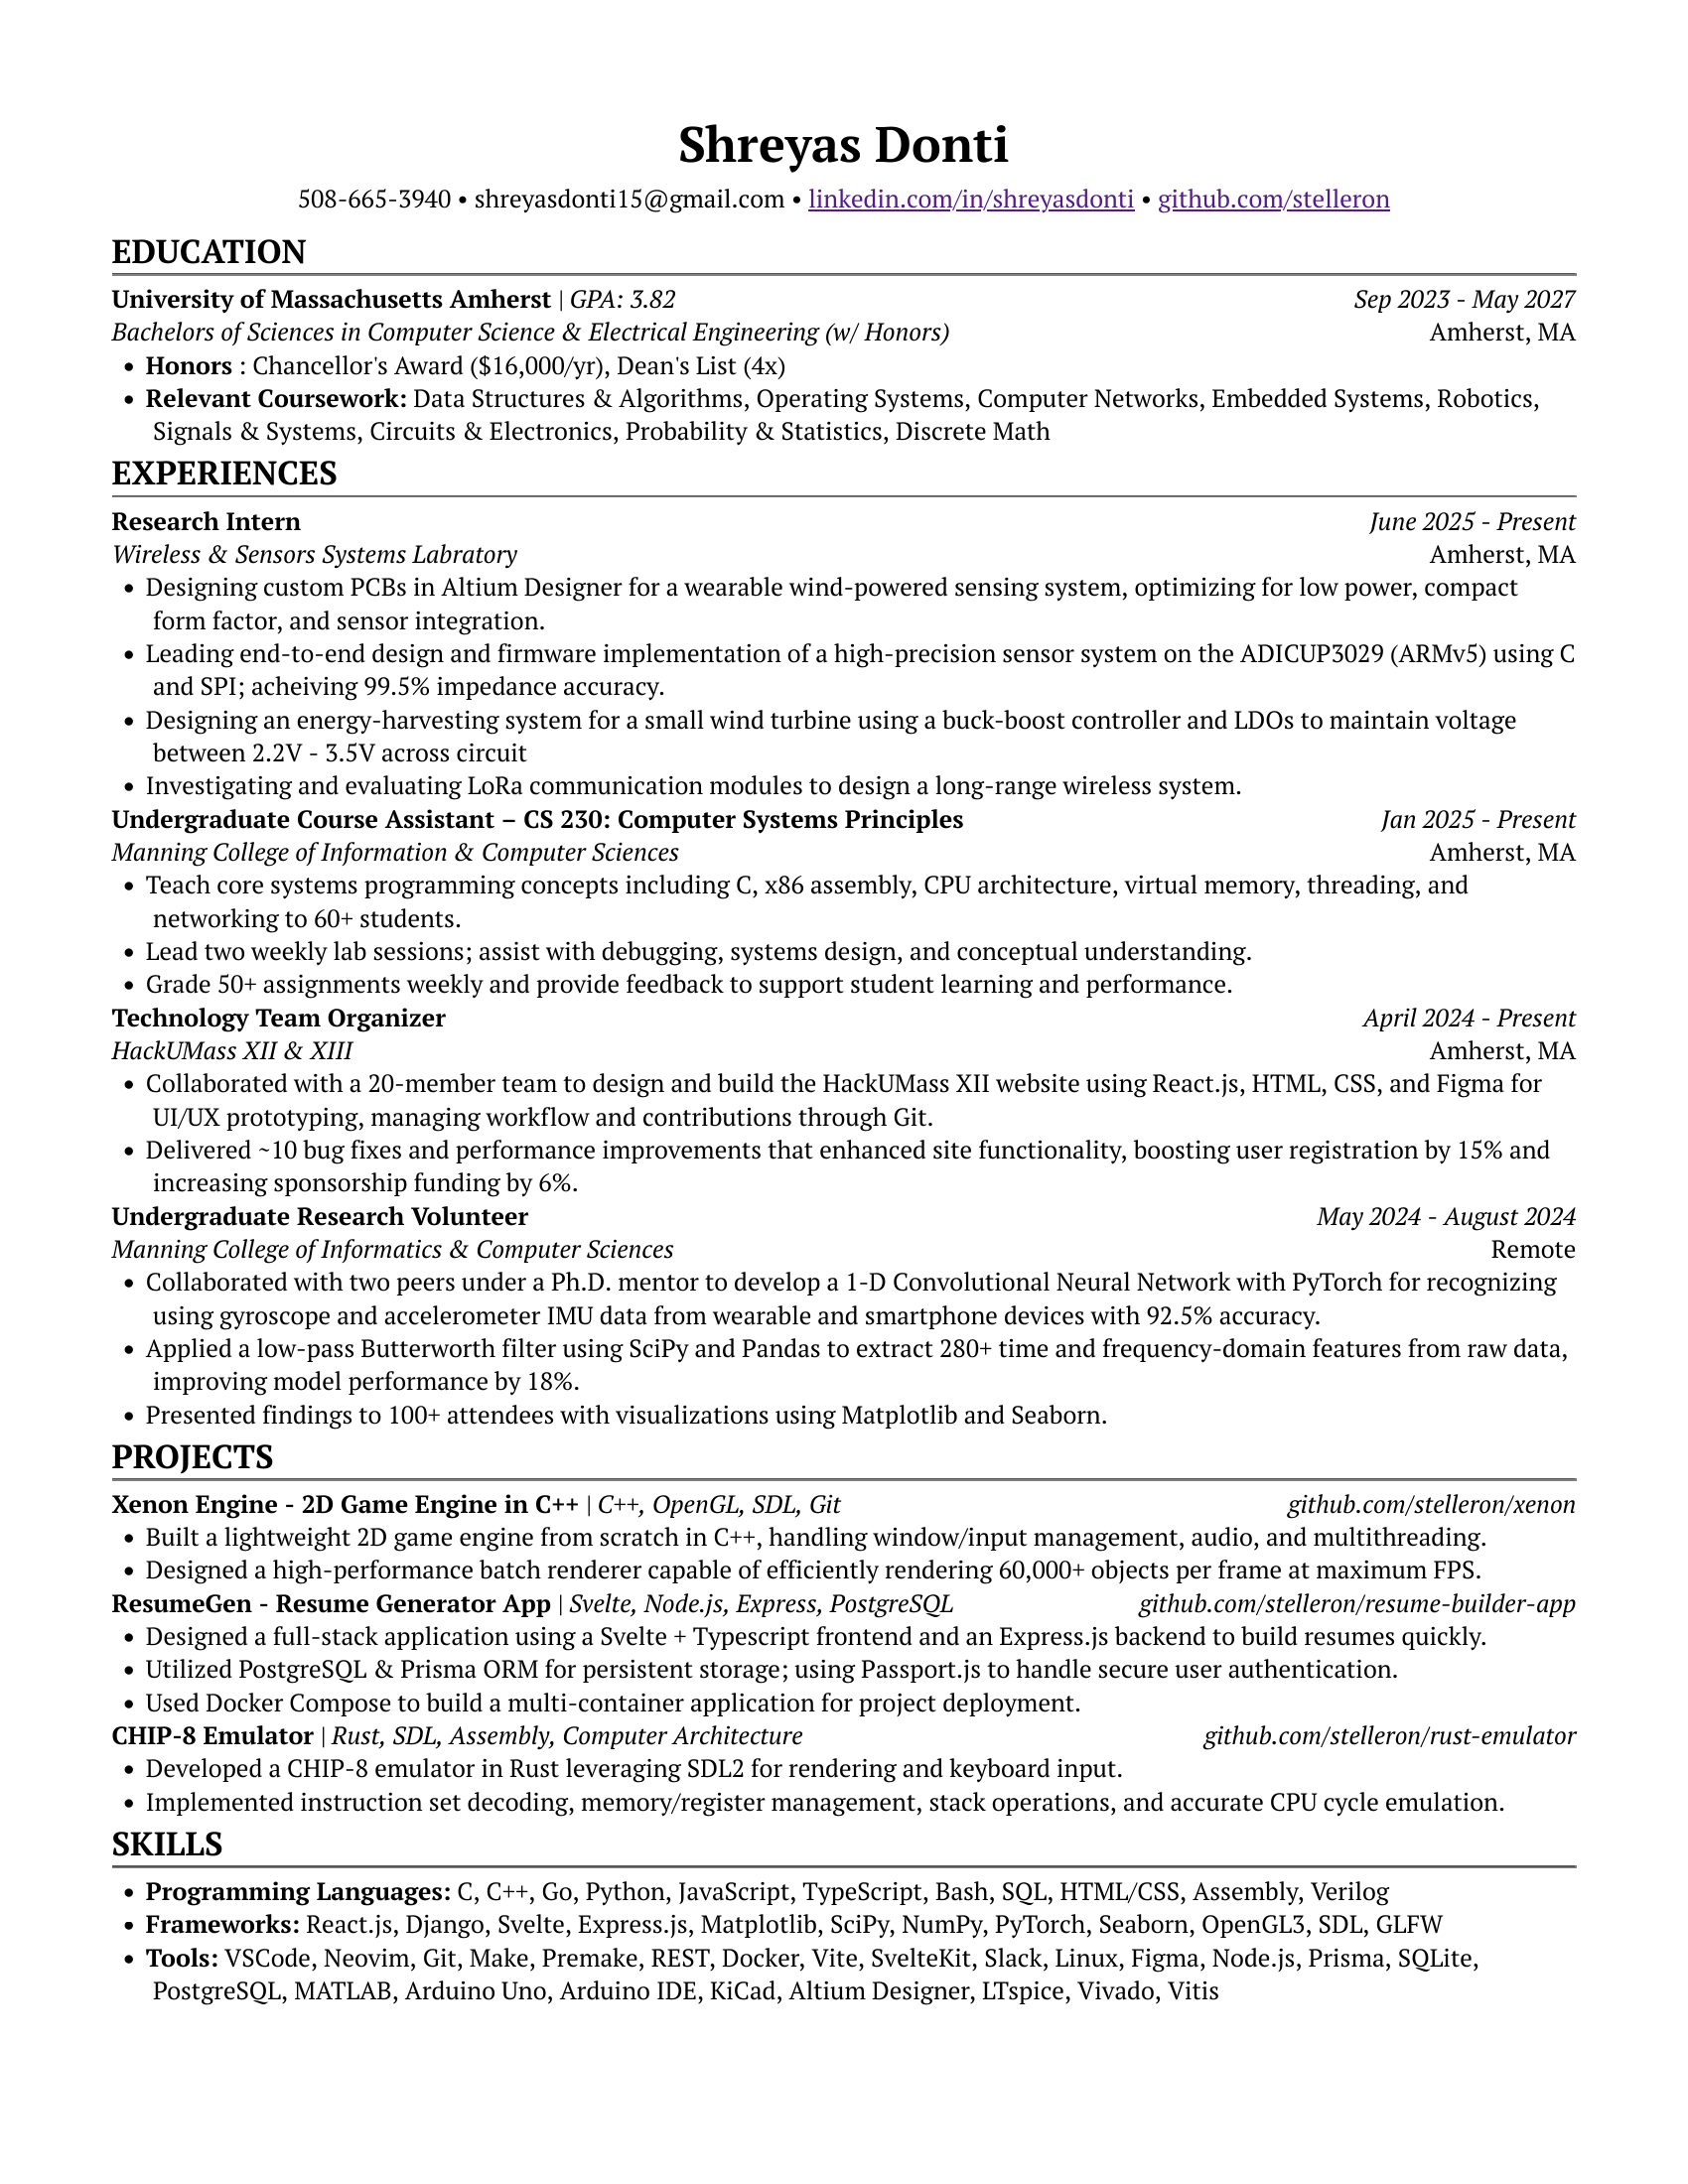 Shreyas Donti
508-665-3940 • shreyasdonti15@gmail.com • linkedin.com/in/shreyasdonti • github.com/stelleron
EDUCATION
University of Massachusetts Amherst | GPA: 3.82 Sep 2023 - May 2027
Bachelors of Sciences in Computer Science & Electrical Engineering (w/ Honors) Amherst, MA
• Honors : Chancellor's Award ($16,000/yr), Dean's List (4x)
• Relevant Coursework: Data Structures & Algorithms, Operating Systems, Computer Networks, Embedded Systems, Robotics,
Signals & Systems, Circuits & Electronics, Probability & Statistics, Discrete Math
EXPERIENCES
Research Intern June 2025 - Present
Wireless & Sensors Systems Labratory Amherst, MA
• Designing custom PCBs in Altium Designer for a wearable wind-powered sensing system, optimizing for low power, compact
form factor, and sensor integration.
• Leading end-to-end design and firmware implementation of a high-precision sensor system on the ADICUP3029 (ARMv5) using C
and SPI; acheiving 99.5% impedance accuracy.
• Designing an energy-harvesting system for a small wind turbine using a buck-boost controller and LDOs to maintain voltage
between 2.2V - 3.5V across circuit
• Investigating and evaluating LoRa communication modules to design a long-range wireless system.
Undergraduate Course Assistant – CS 230: Computer Systems Principles Jan 2025 - Present
Manning College of Information & Computer Sciences Amherst, MA
• Teach core systems programming concepts including C, x86 assembly, CPU architecture, virtual memory, threading, and
networking to 60+ students.
• Lead two weekly lab sessions; assist with debugging, systems design, and conceptual understanding.
• Grade 50+ assignments weekly and provide feedback to support student learning and performance.
Technology Team Organizer April 2024 - Present
HackUMass XII & XIII Amherst, MA
• Collaborated with a 20-member team to design and build the HackUMass XII website using React.js, HTML, CSS, and Figma for
UI/UX prototyping, managing workflow and contributions through Git.
• Delivered ~10 bug fixes and performance improvements that enhanced site functionality, boosting user registration by 15% and
increasing sponsorship funding by 6%.
Undergraduate Research Volunteer May 2024 - August 2024
Manning College of Informatics & Computer Sciences Remote
• Collaborated with two peers under a Ph.D. mentor to develop a 1-D Convolutional Neural Network with PyTorch for recognizing
using gyroscope and accelerometer IMU data from wearable and smartphone devices with 92.5% accuracy.
• Applied a low-pass Butterworth filter using SciPy and Pandas to extract 280+ time and frequency-domain features from raw data,
improving model performance by 18%.
• Presented findings to 100+ attendees with visualizations using Matplotlib and Seaborn.
PROJECTS
Xenon Engine - 2D Game Engine in C++ | C++, OpenGL, SDL, Git github.com/stelleron/xenon
• Built a lightweight 2D game engine from scratch in C++, handling window/input management, audio, and multithreading.
• Designed a high-performance batch renderer capable of efficiently rendering 60,000+ objects per frame at maximum FPS.
ResumeGen - Resume Generator App | Svelte, Node.js, Express, PostgreSQL github.com/stelleron/resume-builder-app
• Designed a full-stack application using a Svelte + Typescript frontend and an Express.js backend to build resumes quickly.
• Utilized PostgreSQL & Prisma ORM for persistent storage; using Passport.js to handle secure user authentication.
• Used Docker Compose to build a multi-container application for project deployment.
CHIP-8 Emulator | Rust, SDL, Assembly, Computer Architecture github.com/stelleron/rust-emulator
• Developed a CHIP-8 emulator in Rust leveraging SDL2 for rendering and keyboard input.
• Implemented instruction set decoding, memory/register management, stack operations, and accurate CPU cycle emulation.
SKILLS
• Programming Languages: C, C++, Go, Python, JavaScript, TypeScript, Bash, SQL, HTML/CSS, Assembly, Verilog
• Frameworks: React.js, Django, Svelte, Express.js, Matplotlib, SciPy, NumPy, PyTorch, Seaborn, OpenGL3, SDL, GLFW
• Tools: VSCode, Neovim, Git, Make, Premake, REST, Docker, Vite, SvelteKit, Slack, Linux, Figma, Node.js, Prisma, SQLite,
PostgreSQL, MATLAB, Arduino Uno, Arduino IDE, KiCad, Altium Designer, LTspice, Vivado, Vitis